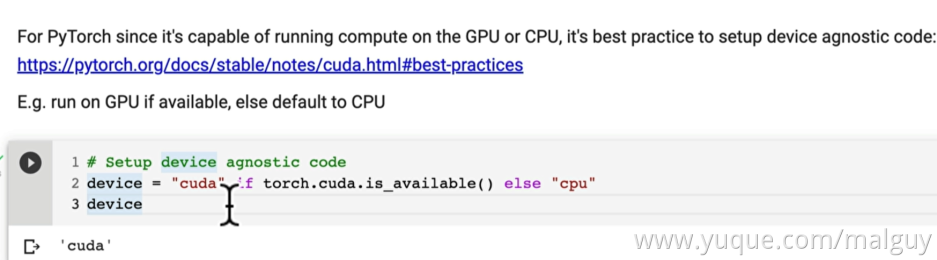 For PyTorch since it's capable of running compute on the GPU or CPU, it's best practice to setup device agnostic code:
https://pytorch.org/docs/stable/notes/cuda.html#best-practices
E.g. run on GPU if available, else default to CPU
1 # Setup device agnostic code
2 device = "cuda" if torch.cuda.is_available() else "cpu"
3 device
'cuda'
www.yuque.com/malguy